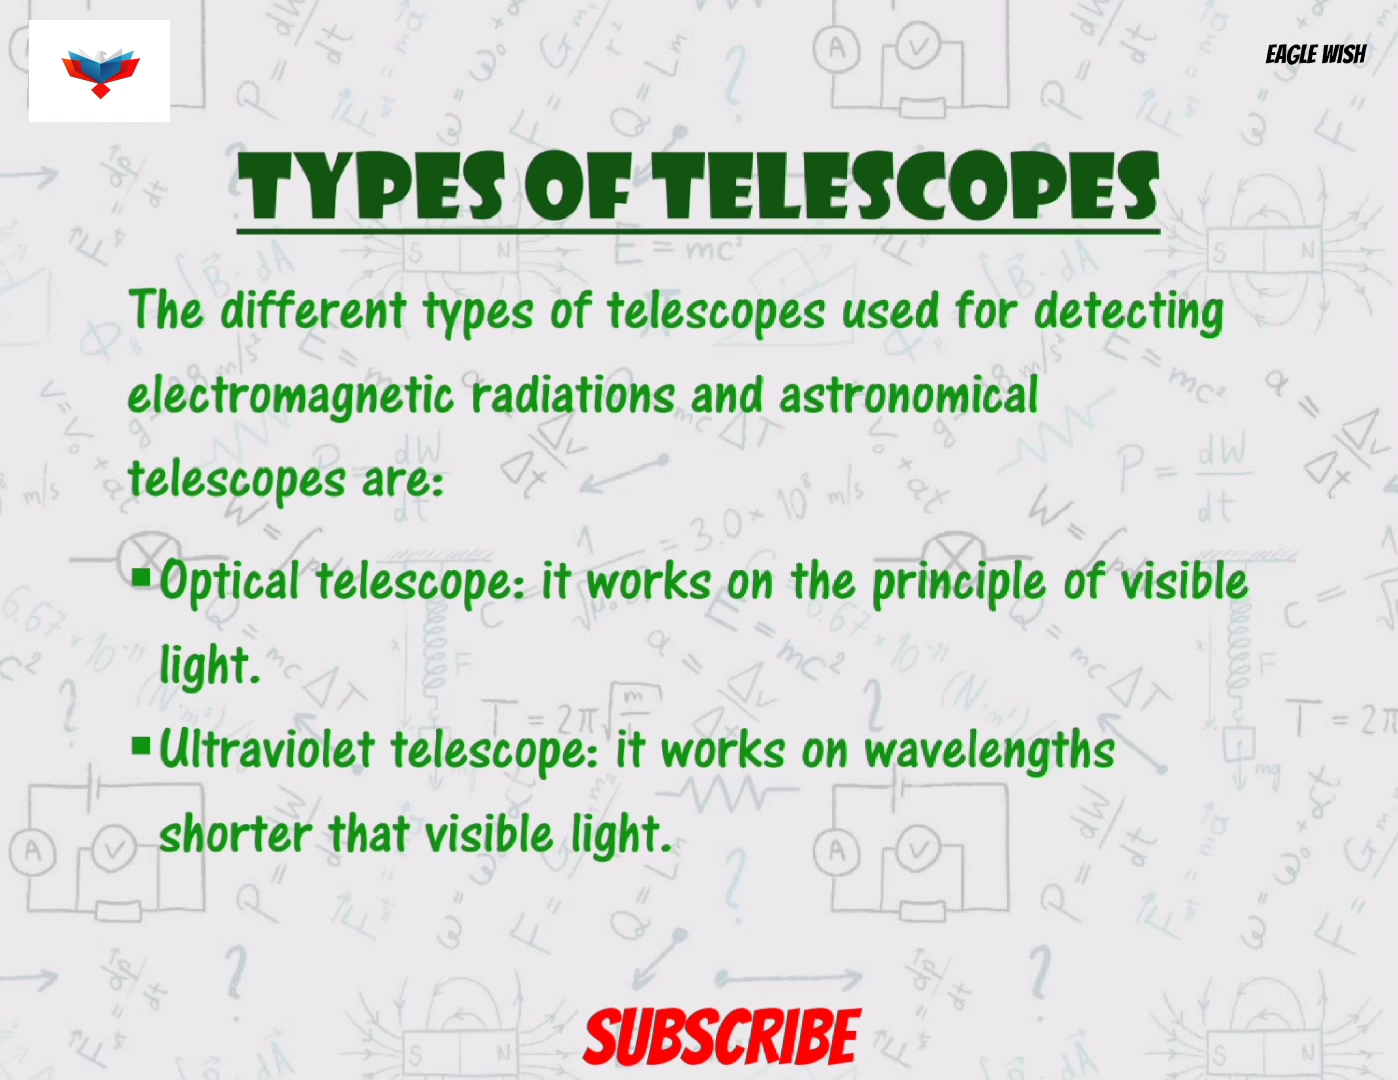 EAGLE WISH
TYPES OF TELESCOPES
The different types of telescopes used for detecting
electromagnetic radiations and astronomical
telescopes are:
▪Optical telescope: it works on the principle of visible
light.
▪Ultraviolet telescope: it works on wavelengths
shorter that visible light.
SUBSCRIBE